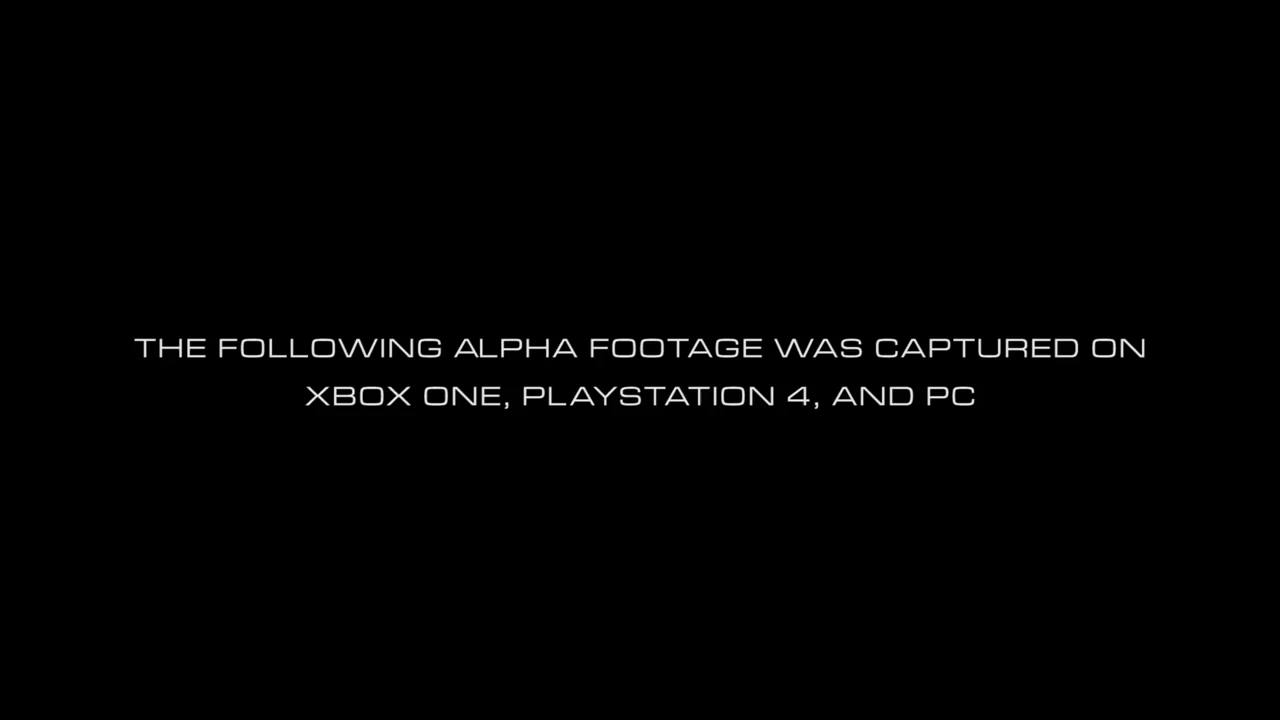 THE FOLLOWING ALPHA FOOTAGE WAS CAPTURED ON
XBOX ONE, PLAYSTATION 4, AND PC